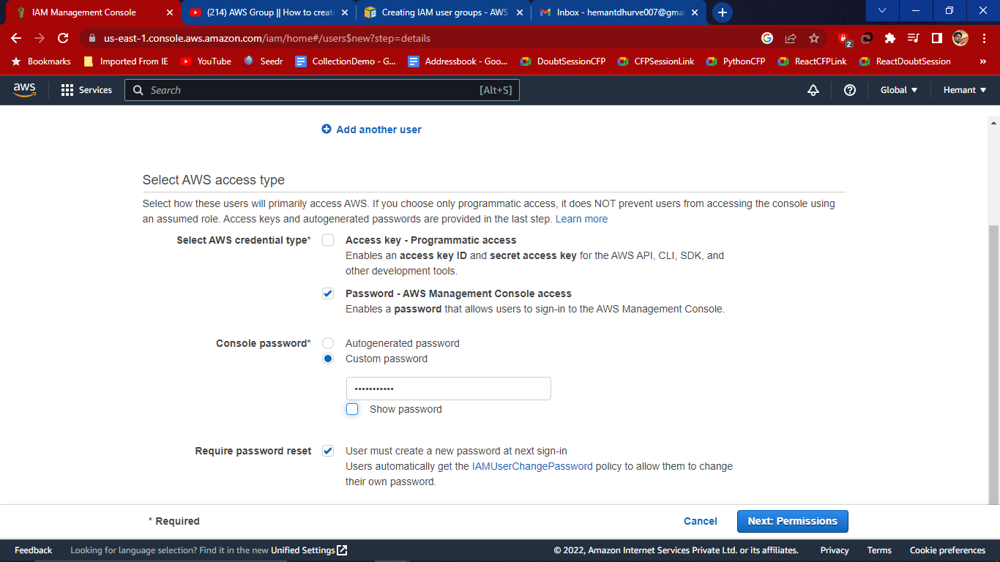 IAM Management Console
(214) AWS Group || How to create
Creating IAM user groups - AWS
Inbox - hemantdhurve007@gmai
us-east-1.console.aws.amazon.com/iam/home#/users$new?step=details
2
Bookmarks
Imported From IE
YouTube
Seedr
CollectionDemo - G...
Addressbook - Goo...
DoubtSessionCFP
CFPSessionLink
PythonCFP
ReactCFPLink
ReactDoubtSession
»
aws
Services
Search
[Alt+S]
Global
Hemant
Add another user
Select AWS access type
Select how these users will primarily access AWS. If you choose only programmatic access, it does NOT prevent users from accessing the console using
an assumed role. Access keys and autogenerated passwords are provided in the last step. Learn more
Select AWS credential type*
Access key - Programmatic access
Enables an access key ID and secret access key for the AWS API, CLI, SDK, and
other development tools.
Password - AWS Management Console access
Enables a password that allows users to sign-in to the AWS Management Console.
Console password*
Autogenerated password
Custom password
•••••••••••
Show password
Require password reset
User must create a new password at next sign-in
Users automatically get the IAMUserChangePassword policy to allow them to change
their own password.
* Required
Cancel
Next: Permissions
Feedback
Looking for language selection? Find it in the new Unified Settings
© 2022, Amazon Internet Services Private Ltd. or its affiliates.
Privacy
Terms
Cookie preferences